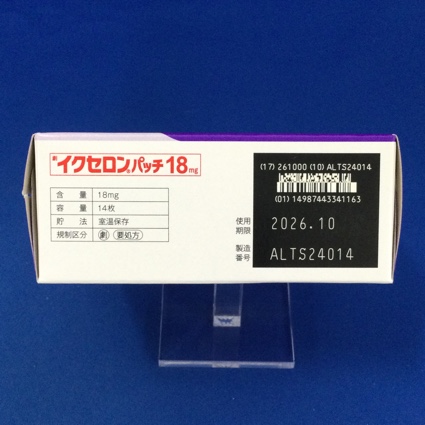 イクセロンパッチ18mg
含量 18mg
容量 14枚
貯法 室温保存
規制区分 劇 要処方
(17) 261000 (10) ALTS24014
(01) 14987443341163
使用期限 2026.10
製造番号 ALTS24014